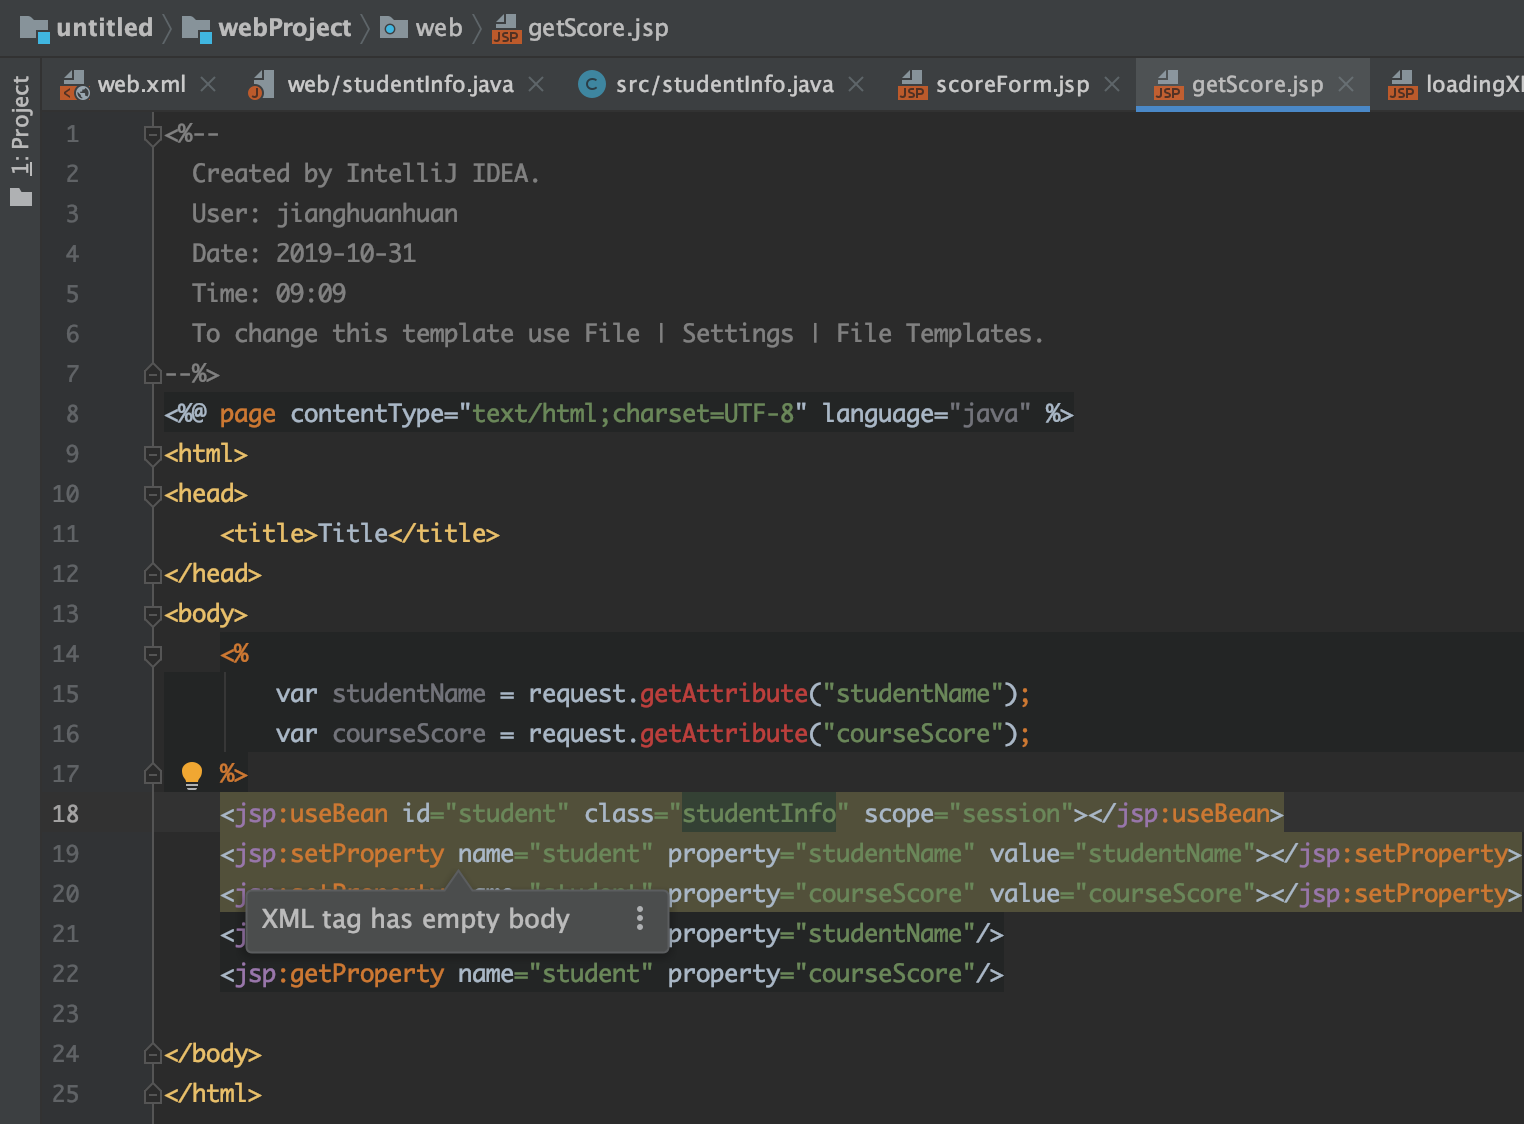 untitled webProject web getScore.jsp
1: Project
web.xml web/studentInfo.java src/studentInfo.java scoreForm.jsp getScore.jsp
1 <%--
2 Created by IntelliJ IDEA.
3 User: jianghuanhuan
4 Date: 2019-10-31
5 Time: 09:09
6 To change this template use File | Settings | File Templates.
7 --%>
8 <%@ page contentType="text/html;charset=UTF-8" language="java" %>
9 <html>
10 <head>
11 <title>Title</title>
12 </head>
13 <body>
14 <%
15 var studentName = request.getAttribute("studentName");
16 var courseScore = request.getAttribute("courseScore");
17 %>
18 <jsp:useBean id="student" class="studentInfo" scope="session"></jsp:useBean>
19 <jsp:setProperty name="student" property="studentName" value="studentName"></jsp:setProperty>
20 "student" property="courseScore" value="courseScore"></jsp:setProperty>
XML tag has empty body
21 property="studentName"/>
22 <jsp:getProperty name="student" property="courseScore"/>
23
24 </body>
25 </html>